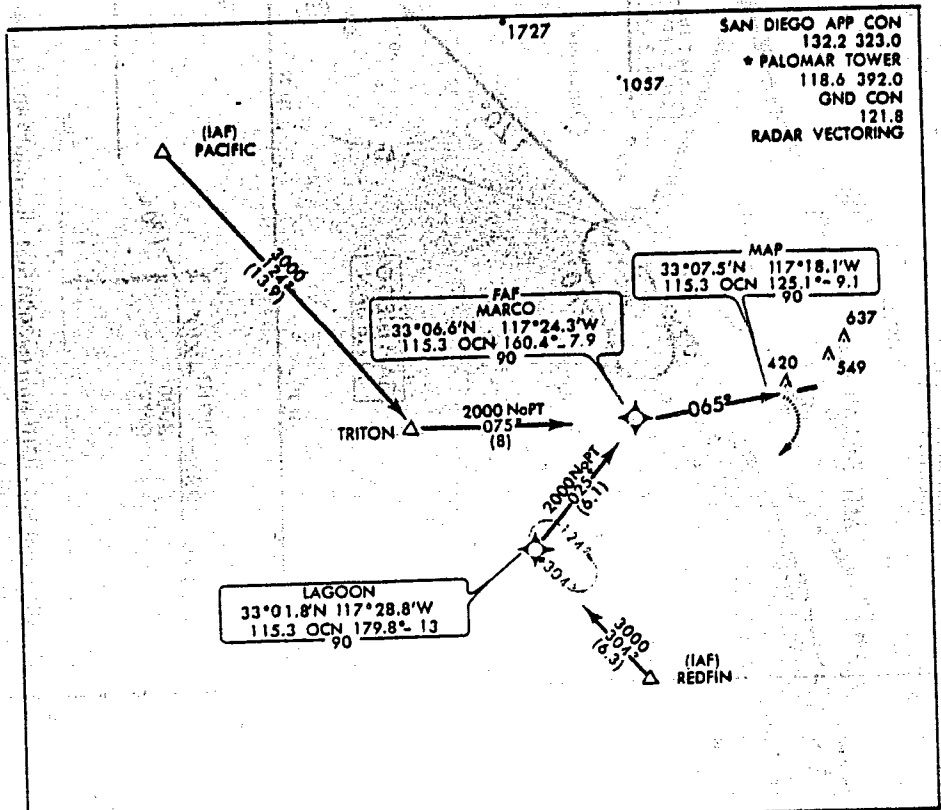 1727
SAN DIEGO APP CON
132.2 323.0
* PALOMAR TOWER
118.6 392.0
GND CON
121.8
RADAR VECTORING
1057
(IAF)
PACIFIC
3000
124°
(13.9)
MAP
33°07.5'N 117°18.1'W
115.3 OCN 125.1°-9.1
90
FAF
MARCO
33°06.6'N 117°24.3'W
115.3 OCN 160.4°-7.9
90
637
549
420
TRITON
2000 NoPT
075°
(8)
065°
2000 NoPT
025°
(6.1)
124°
304°
LAGOON
33°01.8'N 117°28.8'W
115.3 OCN 179.8°-13
90
3000
304°
(6.3)
(IAF)
REDFIN